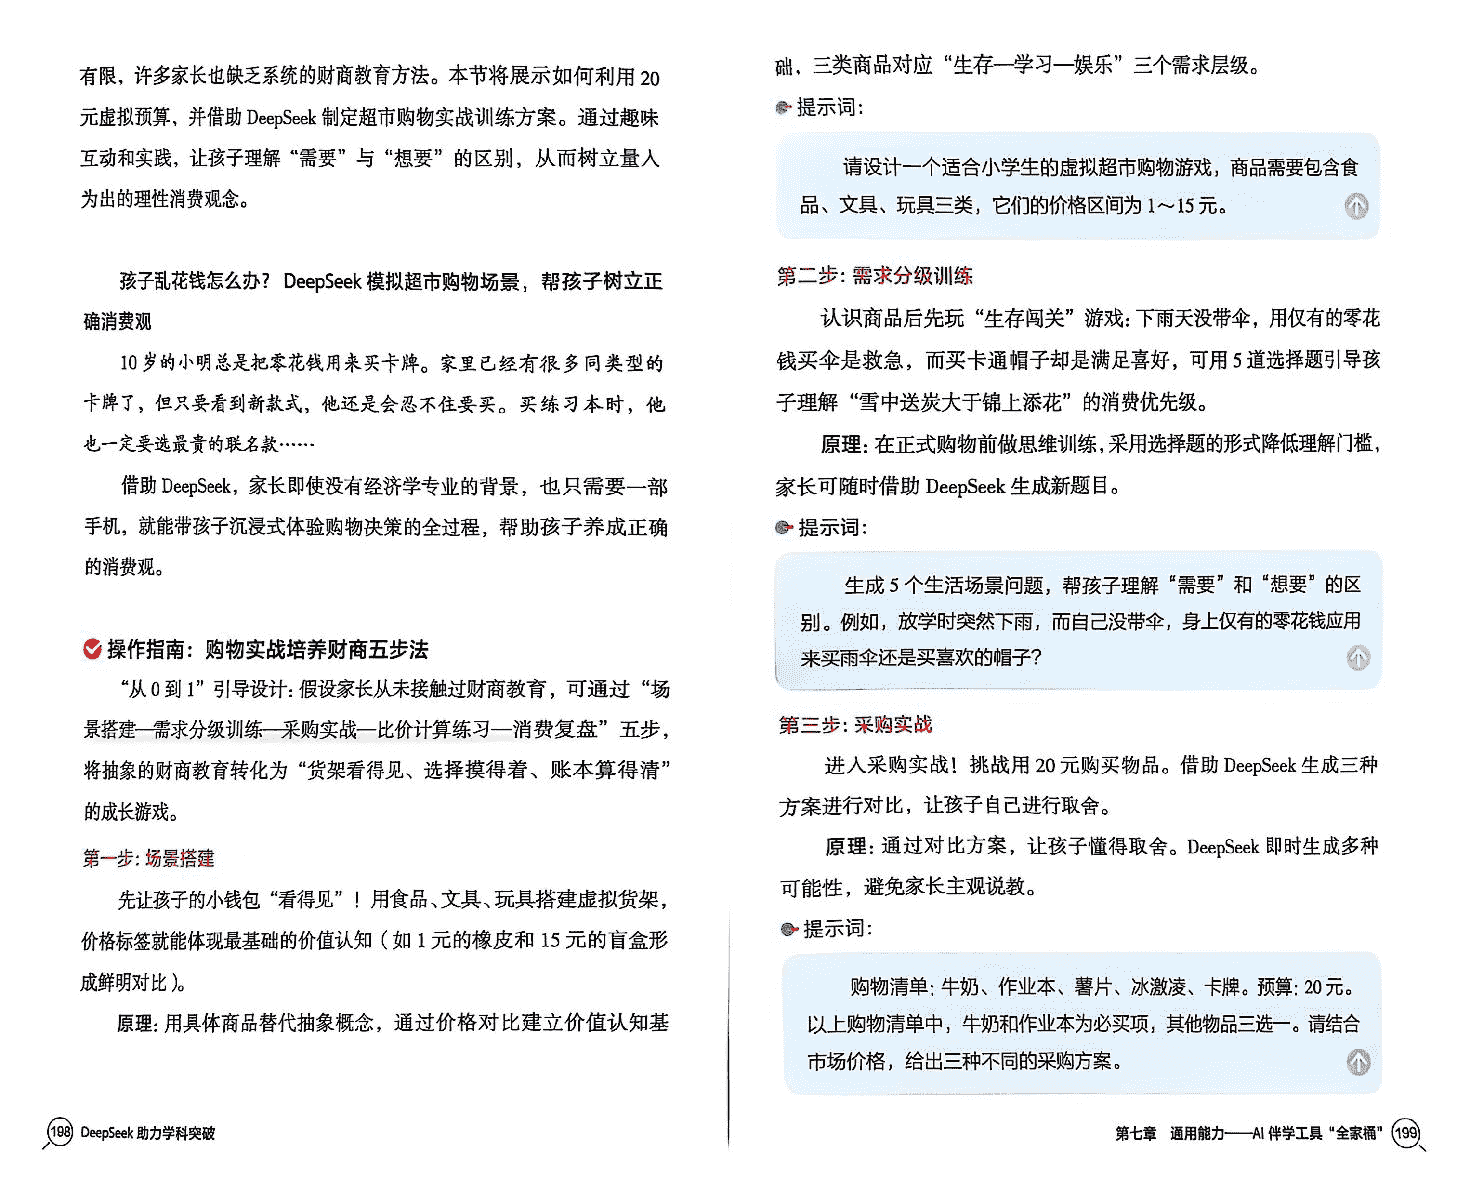 有限，许多家长也缺乏系统的财商教育方法。本节将展示如何利用 20
元虚拟预算，并借助 DeepSeek 制定超市购物实战训练方案。通过趣味
互动和实践，让孩子理解“需要”与“想要”的区别，从而树立量入
为出的理性消费观念。
孩子乱花钱怎么办？DeepSeek 模拟超市购物场景，帮孩子树立正
确消费观
10 岁的小明总是把零花钱用来买卡牌。家里已经有很多同类型的
卡牌了，但只要看到新款式，他还是会忍不住要买。买练习本时，他
也一定要选最贵的联名款……
借助 DeepSeek，家长即使没有经济学专业的背景，也只需要一部
手机，就能带孩子沉浸式体验购物决策的全过程，帮助孩子养成正确
的消费观。
操作指南：购物实战培养财商五步法
“从 0 到 1”引导设计：假设家长从未接触过财商教育，可通过“场
景搭建—需求分级训练—采购实战—比价计算练习—消费复盘”五步，
将抽象的财商教育转化为“货架看得见、选择摸得着、账本算得清”
的成长游戏。
第一步：场景搭建
先让孩子的小钱包“看得见”！用食品、文具、玩具搭建虚拟货架，
价格标签就能体现最基础的价值认知（如 1 元的橡皮和 15 元的盲盒形
成鲜明对比）。
原理：用具体商品替代抽象概念，通过价格对比建立价值认知基
198 DeepSeek 助力学科突破
础，三类商品对应“生存—学习—娱乐”三个需求层级。
提示词：
请设计一个适合小学生的虚拟超市购物游戏，商品需要包含食
品、文具、玩具三类，它们的价格区间为 1～15 元。
第二步：需求分级训练
认识商品后先玩“生存闯关”游戏：下雨天没带伞，用仅有的零花
钱买伞是救急，而买卡通帽子却是满足喜好，可用 5 道选择题引导孩
子理解“雪中送炭大于锦上添花”的消费优先级。
原理：在正式购物前做思维训练，采用选择题的形式降低理解门槛，
家长可随时借助 DeepSeek 生成新题目。
提示词：
生成 5 个生活场景问题，帮孩子理解“需要”和“想要”的区
别。例如，放学时突然下雨，而自己没带伞，身上仅有的零花钱应用
来买雨伞还是买喜欢的帽子？
第三步：采购实战
进入采购实战！挑战用 20 元购买物品。借助 DeepSeek 生成三种
方案进行对比，让孩子自己进行取舍。
原理：通过对比方案，让孩子懂得取舍。DeepSeek 即时生成多种
可能性，避免家长主观说教。
提示词：
购物清单：牛奶、作业本、薯片、冰激凌、卡牌。预算：20 元。
以上购物清单中，牛奶和作业本为必买项，其他物品三选一。请结合
市场价格，给出三种不同的采购方案。
第七章 通用能力——AI 伴学工具“全家桶” 199